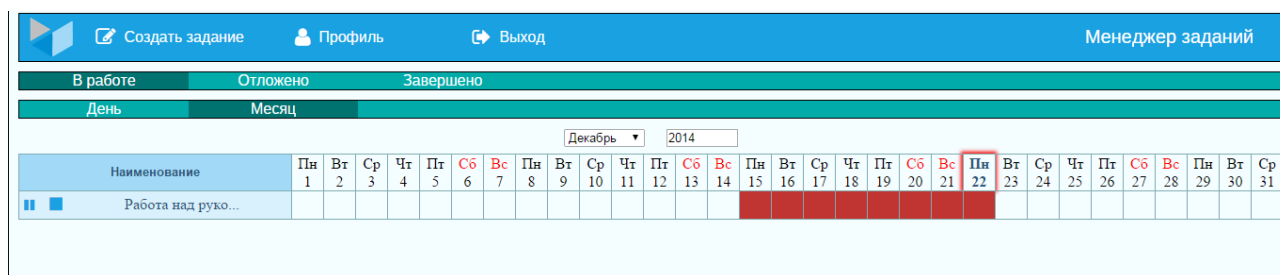 Создать задание Профиль Выход Менеджер заданий
В работе Отложено Завершено
День Месяц
Декабрь 2014
Наименование Пн Вт Ср Чт Пт Сб Вс Пн Вт Ср Чт Пт Сб Вс Пн Вт Ср Чт Пт Сб Вс Пн Вт Ср Чт Пт Сб Вс Пн Вт Ср
1 2 3 4 5 6 7 8 9 10 11 12 13 14 15 16 17 18 19 20 21 22 23 24 25 26 27 28 29 30 31
Работа над руко...